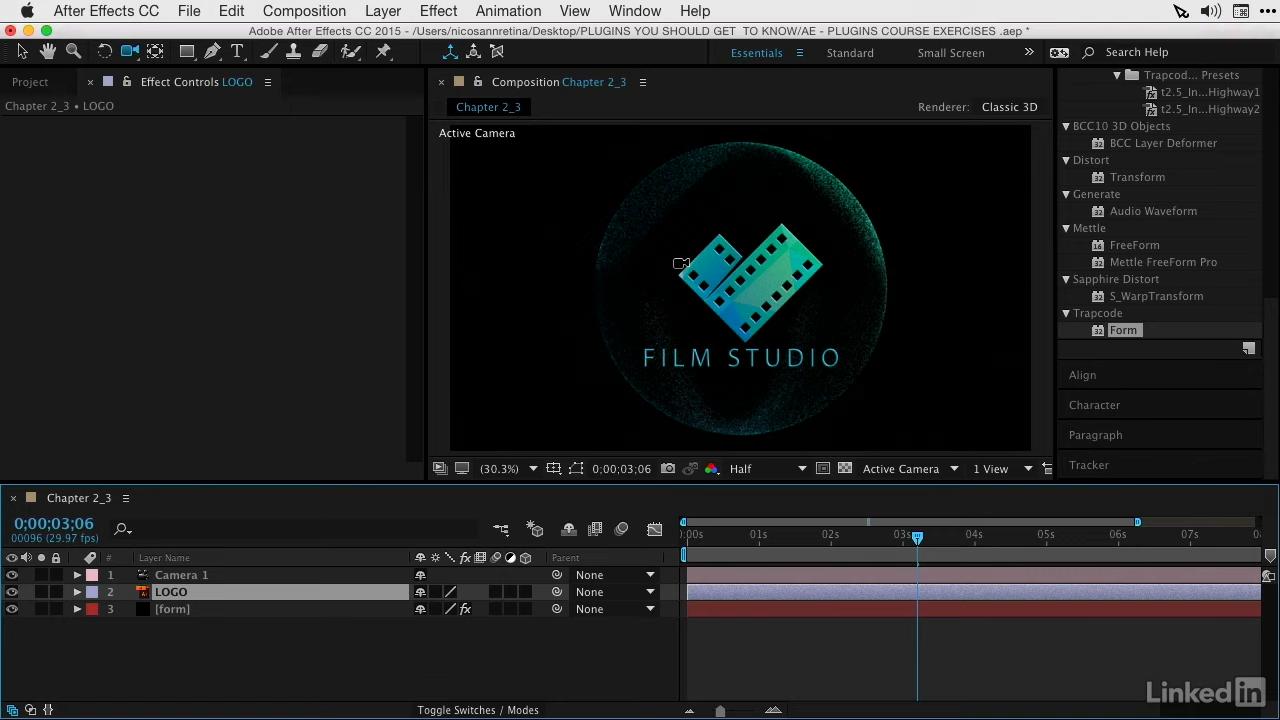 After Effects CC File Edit Composition Layer Effect Animation View Window Help
Adobe After Effects CC 2015 - /Users/nicosannretina/Desktop/PLUGINS YOU SHOULD GET TO KNOW/AE - PLUGINS COURSE EXERCISES .aep *
Essentials Standard Small Screen Search Help
Project Effect Controls LOGO Composition Chapter 2_3
Chapter 2_3 • LOGO
Chapter 2_3 Renderer: Classic 3D
Active Camera
FILM STUDIO
Trapcod... Presets
t2.5_In...Highway1
t2.5_In...Highway2
BCC10 3D Objects
BCC Layer Deformer
Distort
Transform
Generate
Audio Waveform
Mettle
FreeForm
Mettle FreeForm Pro
Sapphire Distort
S_WarpTransform
Trapcode
Form
Align
Character
Paragraph
Tracker
(30.3%) 0;00;03;06 Half Active Camera 1 View
Chapter 2_3
0;00;03;06
00096 (29.97 fps)
:00s 01s 02s 03s 04s 05s 06s 07s
# Layer Name fx Parent
1 Camera 1 None
2 LOGO None
3 [form] fx None
Toggle Switches / Modes
Linked in